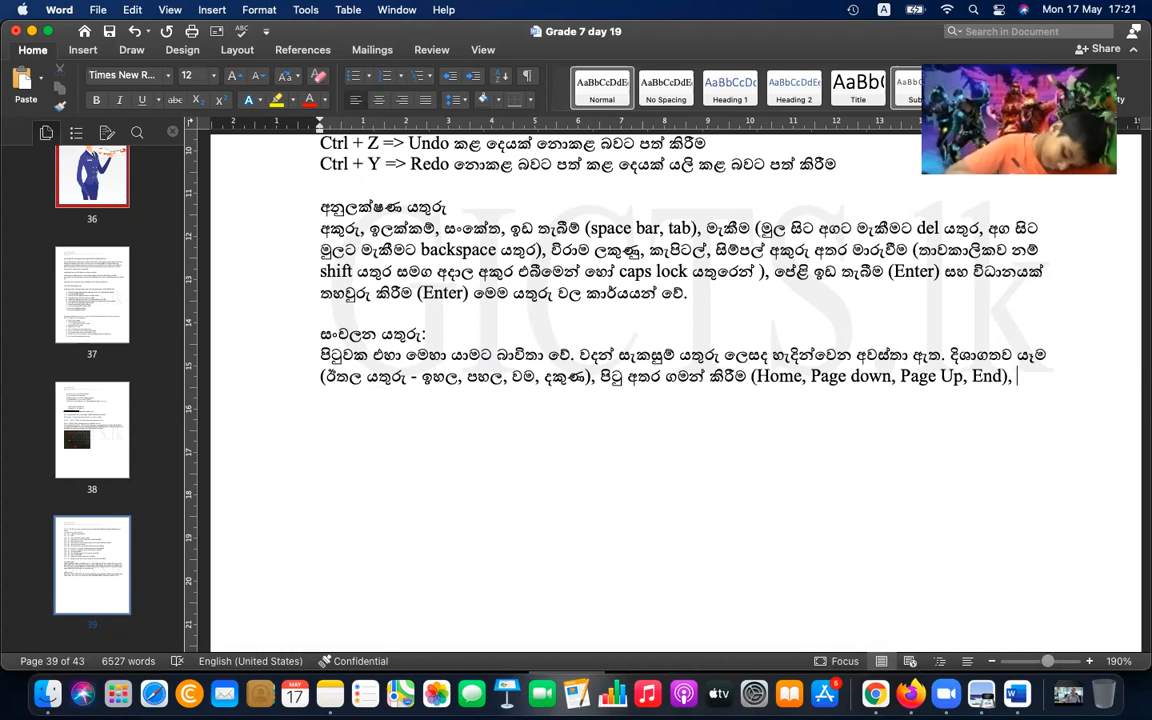 Word File Edit View Insert Format Tools Table Window Help Mon 17 May 17:21
Grade 7 day 19
Search in Document
Home Insert Draw Design Layout References Mailings Review View Share
Paste Times New R... 12 AaBbCcDdE Normal AaBbCcDdE No Spacing AaBbCcDd Heading 1 AaBbCcDdE Heading 2 AaBb Title
Ctrl + Z => Undo කළ දෙයක් නොකළ බවට පත් කිරීම
Ctrl + Y => Redo නොකළ බවට පත් කළ දෙයක් යලි කළ බවට පත් කිරීම
අනුලක්ෂණ යතුරු
අකුරු, ඉලක්කම්, සංකේත, ඉඩ තැබීම් (space bar, tab), මැකීම (මුල සිට අගට මැකීමට del යතුර, අග සිට
මුලට මැකීමට backspace යතුර), විරාම ලකුණු, කැපිටල්, සිම්පල් අකුරු අතර මාරුවීම (තාවකාලිකව නම්
shift යතුර සමග අදාල අකුර එබීමෙන් හෝ caps lock යතුරෙන් ), පේළි ඉඩ තැබීම (Enter) සහ විධානයක්
තහවුරු කිරීම (Enter) මෙම යතුරු වල කාර්යයන් වේ.
සංචලන යතුරු:
පිටුවක එහා මෙහා යාමට බාවිතා වේ. වදන් සැකසුම් යතුරු ලෙසද හැදින්වෙන අවස්තා ඇත. දිශාගතව යෑම
(ඊතල යතුරු - ඉහල, පහල, වම, දකුණ), පිටු අතර ගමන් කිරීම (Home, Page down, Page Up, End),
GICTS.lk
36
37
38
39
Page 39 of 43 6527 words English (United States) Confidential Focus 190%